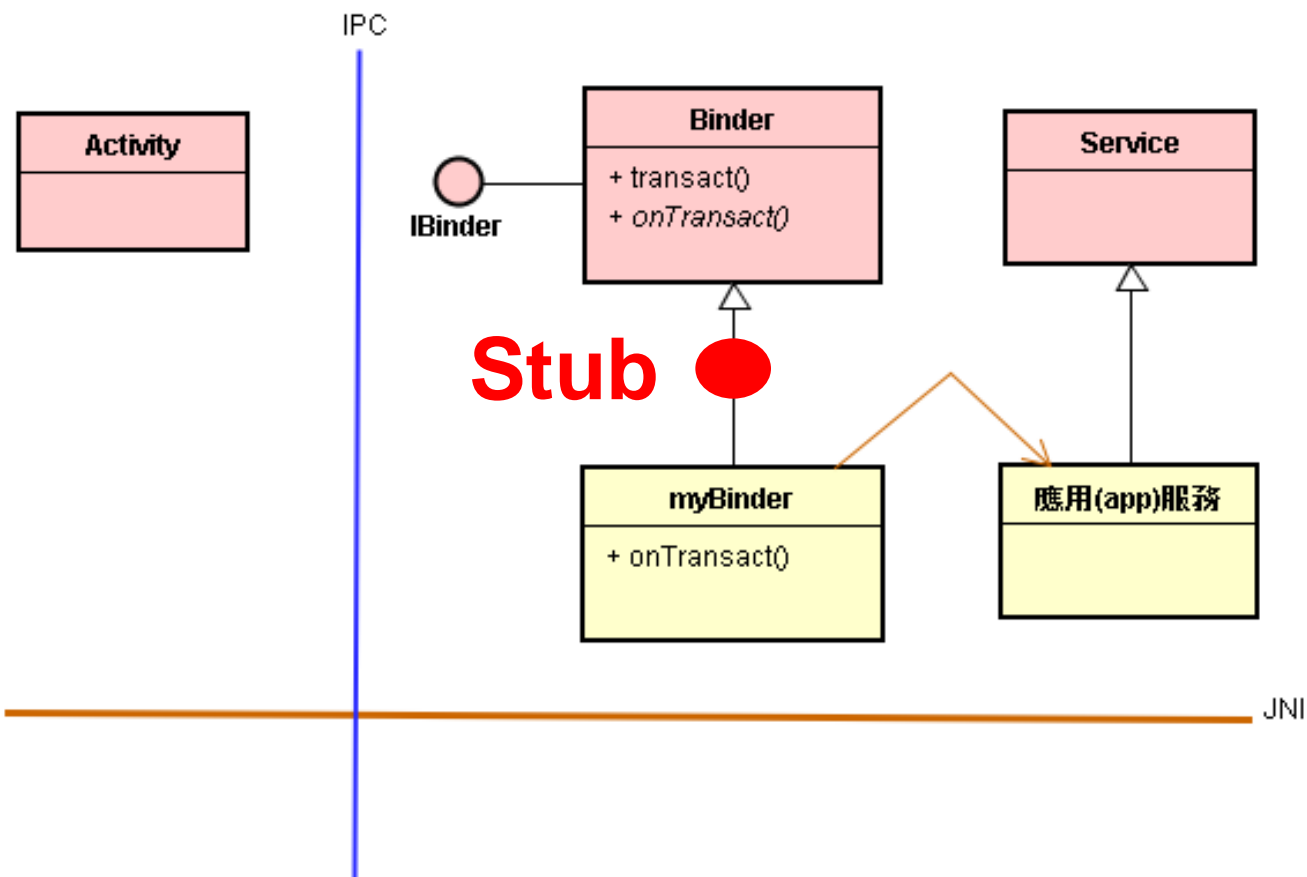 IPC
Activity
Binder
+ transact()
+ onTransact()
IBinder
Service
Stub
myBinder
+ onTransact()
應用(app)服務
JNI